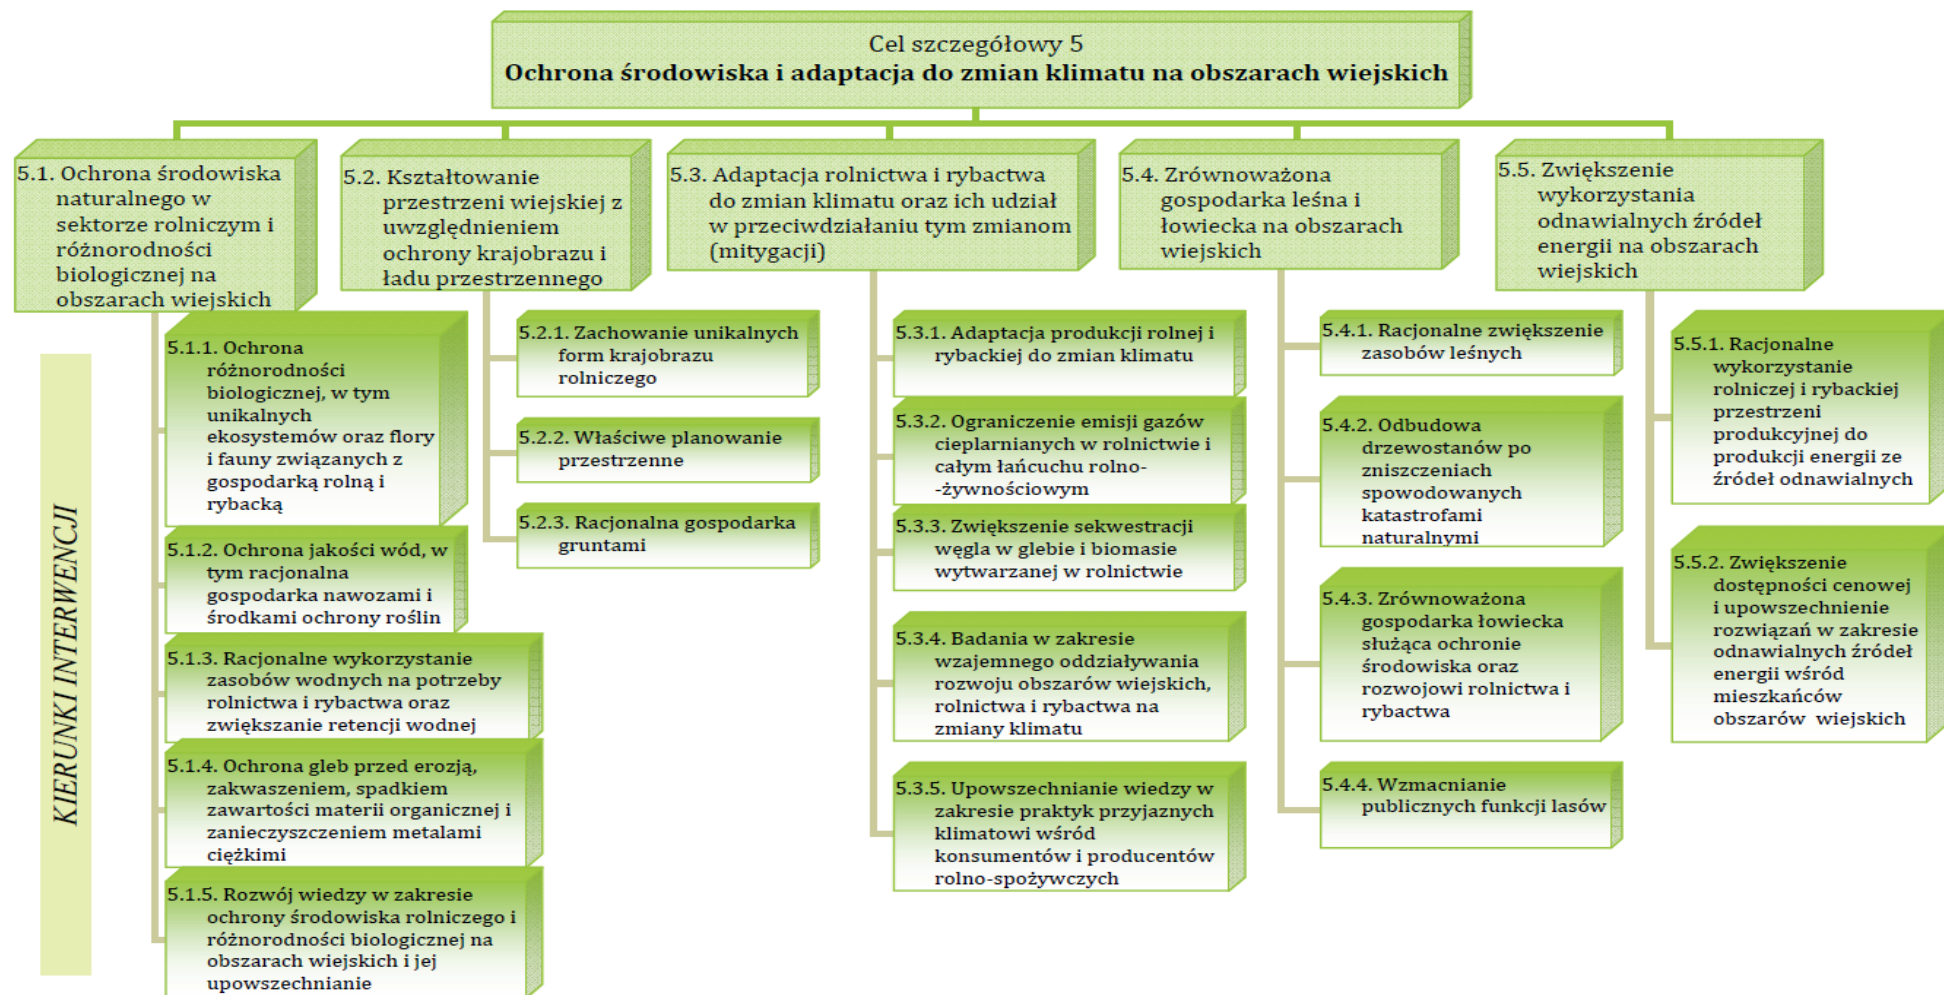 Cel szczegółowy 5
Ochrona środowiska i adaptacja do zmian klimatu na obszarach wiejskich
5.1. Ochrona środowiska
naturalnego w
sektorze rolniczym i
różnorodności
biologicznej na
obszarach wiejskich
5.2. Kształtowanie
przestrzeni wiejskiej z
uwzględnieniem
ochrony krajobrazu i
ładu przestrzennego
5.3. Adaptacja rolnictwa i rybactwa
do zmian klimatu oraz ich udział
w przeciwdziałaniu tym zmianom
(mitygacji)
5.4. Zrównoważona
gospodarka leśna i
łowiecka na obszarach
wiejskich
5.5. Zwiększenie
wykorzystania
odnawialnych źródeł
energii na obszarach
wiejskich
KIERUNKI INTERWENCJI
5.1.1. Ochrona
różnorodności
biologicznej, w tym
unikalnych
ekosystemów oraz flory
i fauny związanych z
gospodarką rolną i
rybacką
5.1.2. Ochrona jakości wód, w
tym racjonalna
gospodarka nawozami i
środkami ochrony roślin
5.1.3. Racjonalne wykorzystanie
zasobów wodnych na potrzeby
rolnictwa i rybactwa oraz
zwiększanie retencji wodnej
5.1.4. Ochrona gleb przed erozją,
zakwaszeniem, spadkiem
zawartości materii organicznej i
zanieczyszczeniem metalami
ciężkimi
5.1.5. Rozwój wiedzy w zakresie
ochrony środowiska rolniczego i
różnorodności biologicznej na
obszarach wiejskich i jej
upowszechnianie
5.2.1. Zachowanie unikalnych
form krajobrazu
rolniczego
5.2.2. Właściwe planowanie
przestrzenne
5.2.3. Racjonalna gospodarka
gruntami
5.3.1. Adaptacja produkcji rolnej i
rybackiej do zmian klimatu
5.3.2. Ograniczenie emisji gazów
cieplarnianych w rolnictwie i
całym łańcuchu rolno-
-żywnościowym
5.3.3. Zwiększenie sekwestracji
węgla w glebie i biomasie
wytwarzanej w rolnictwie
5.3.4. Badania w zakresie
wzajemnego oddziaływania
rozwoju obszarów wiejskich,
rolnictwa i rybactwa na
zmiany klimatu
5.3.5. Upowszechnianie wiedzy w
zakresie praktyk przyjaznych
klimatowi wśród
konsumentów i producentów
rolno-spożywczych
5.4.1. Racjonalne zwiększenie
zasobów leśnych
5.4.2. Odbudowa
drzewostanów po
zniszczeniach
spowodowanych
katastrofami
naturalnymi
5.4.3. Zrównoważona
gospodarka łowiecka
służąca ochronie
środowiska oraz
rozwojowi rolnictwa i
rybactwa
5.4.4. Wzmacnianie
publicznych funkcji lasów
5.5.1. Racjonalne
wykorzystanie
rolniczej i rybackiej
przestrzeni
produkcyjnej do
produkcji energii ze
źródeł odnawialnych
5.5.2. Zwiększenie
dostępności cenowej
i upowszechnienie
rozwiązań w zakresie
odnawialnych źródeł
energii wśród
mieszkańców
obszarów wiejskich